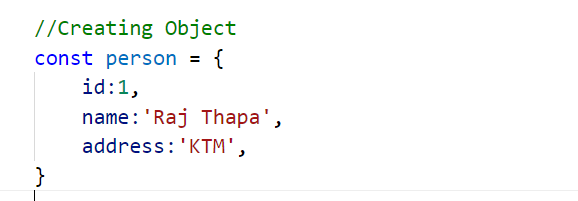 //Creating Object
const person = {
    id:1,
    name:'Raj Thapa',
    address:'KTM',
}